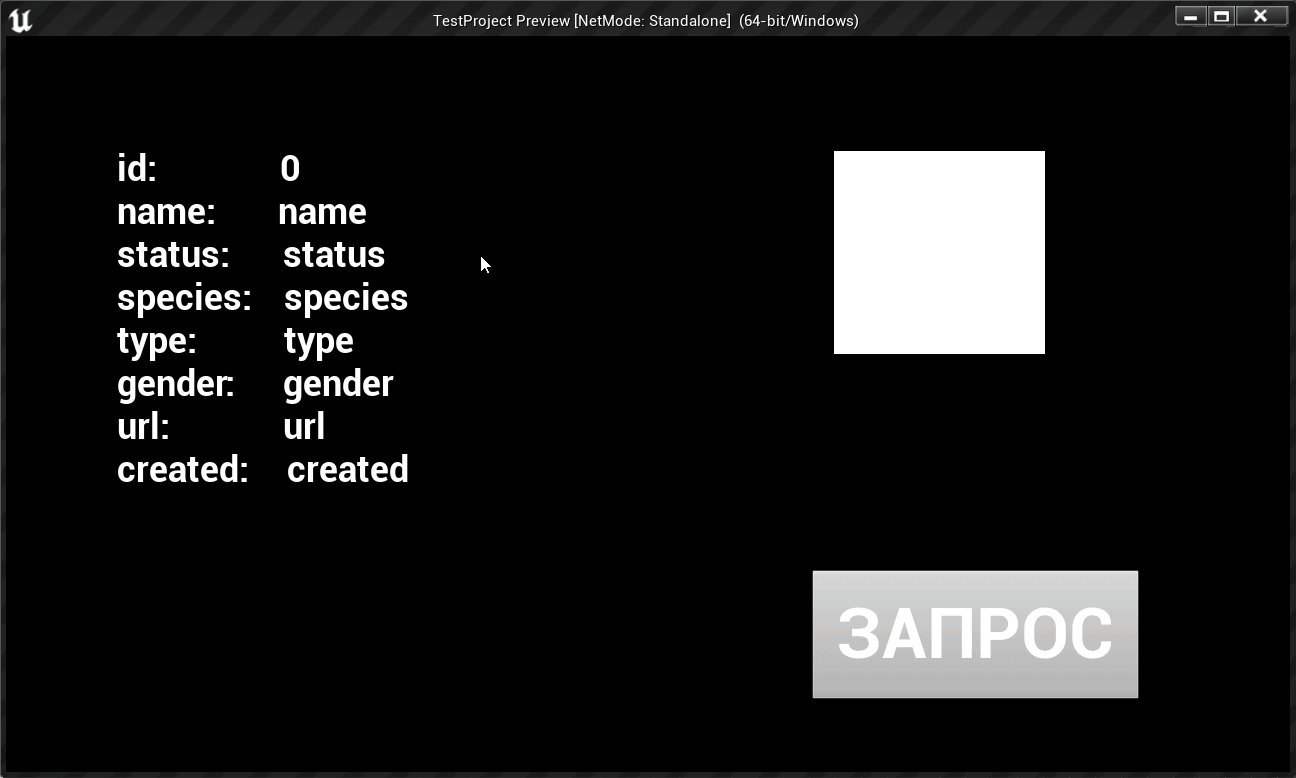 TestProject Preview [NetMode: Standalone] (64-bit/Windows)
id: 0
name: name
status: status
species: species
type: type
gender: gender
url: url
created: created
ЗАПРОС